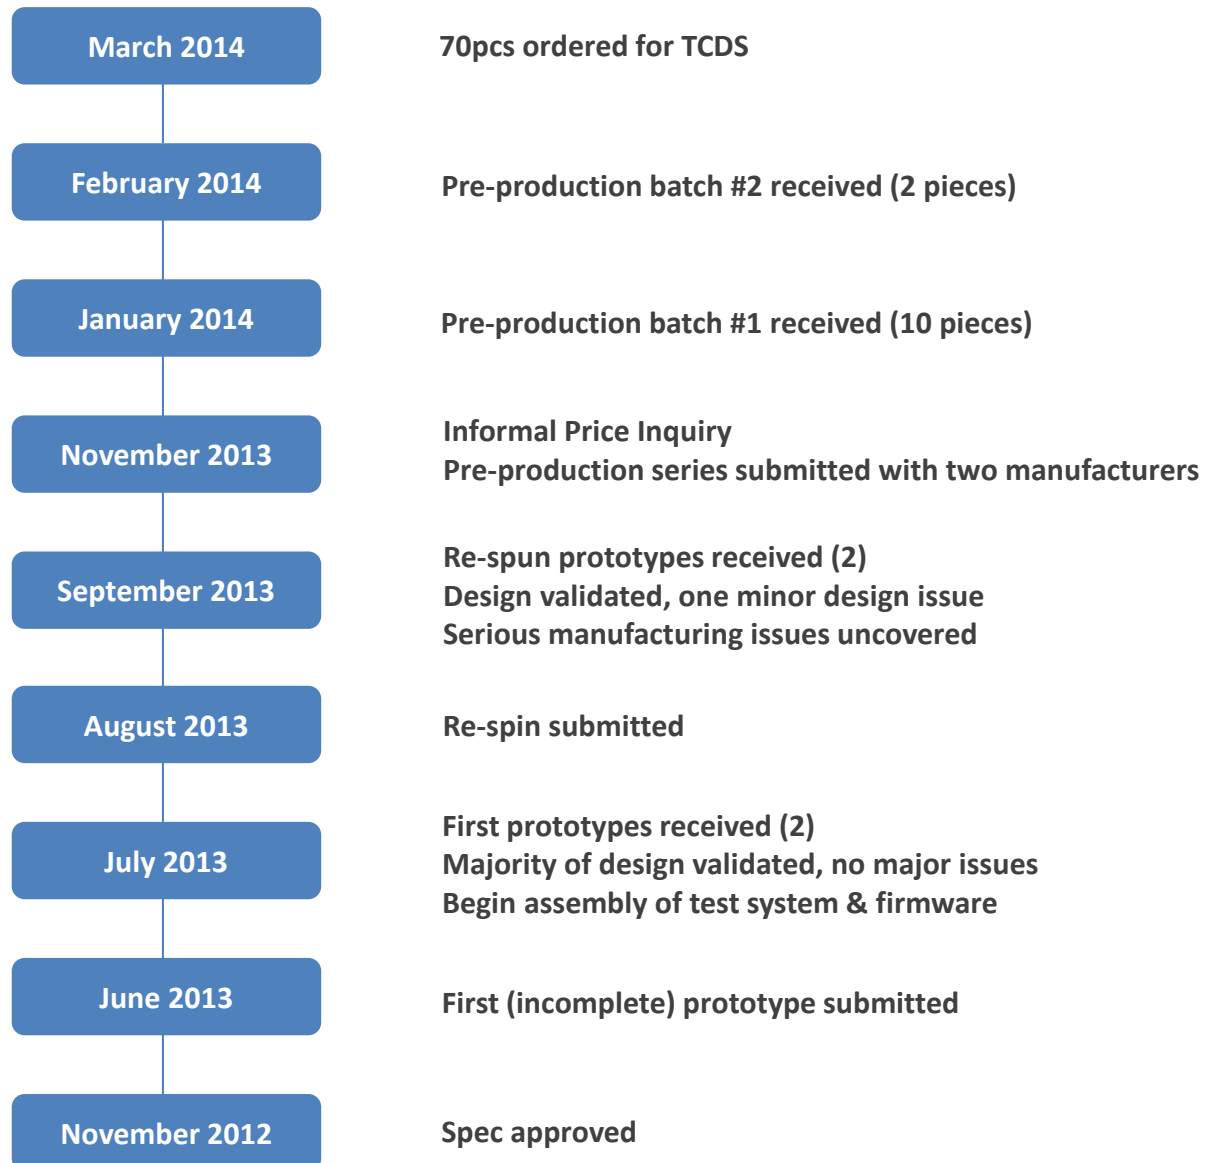 March 2014
70pcs ordered for TCDS
February 2014
Pre-production batch #2 received (2 pieces)
January 2014
Pre-production batch #1 received (10 pieces)
November 2013
Informal Price Inquiry
Pre-production series submitted with two manufacturers
September 2013
Re-spun prototypes received (2)
Design validated, one minor design issue
Serious manufacturing issues uncovered
August 2013
Re-spin submitted
July 2013
First prototypes received (2)
Majority of design validated, no major issues
Begin assembly of test system & firmware
June 2013
First (incomplete) prototype submitted
November 2012
Spec approved